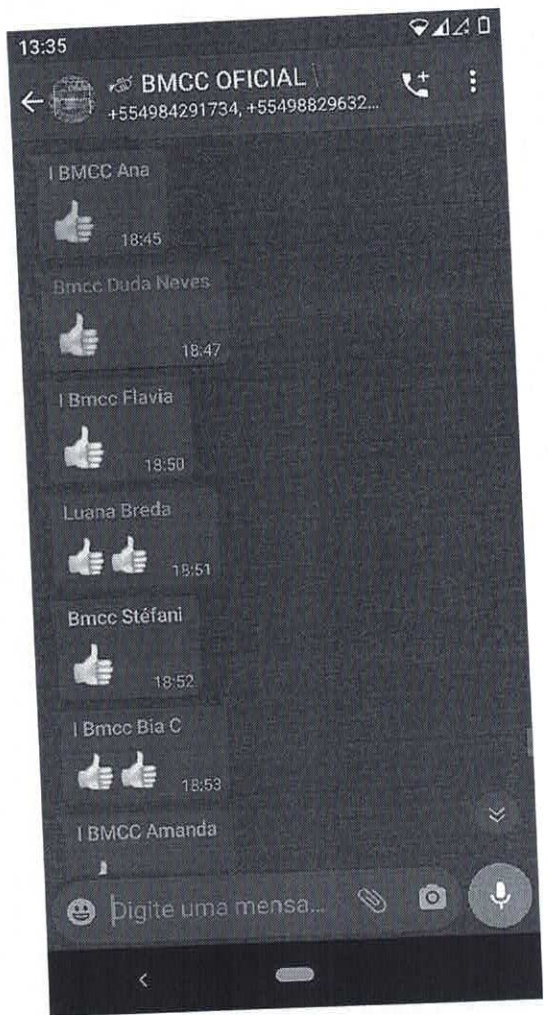 13:35
BMCC OFICIAL
+554984291734, +55498829632...
I BMCC Ana
18:45
Bmcc Duda Neves
18:47
I Bmcc Flavia
18:50
Luana Breda
18:51
Bmcc Stéfani
18:52
I Bmcc Bia C
18:53
I BMCC Amanda
Digite uma mensa...